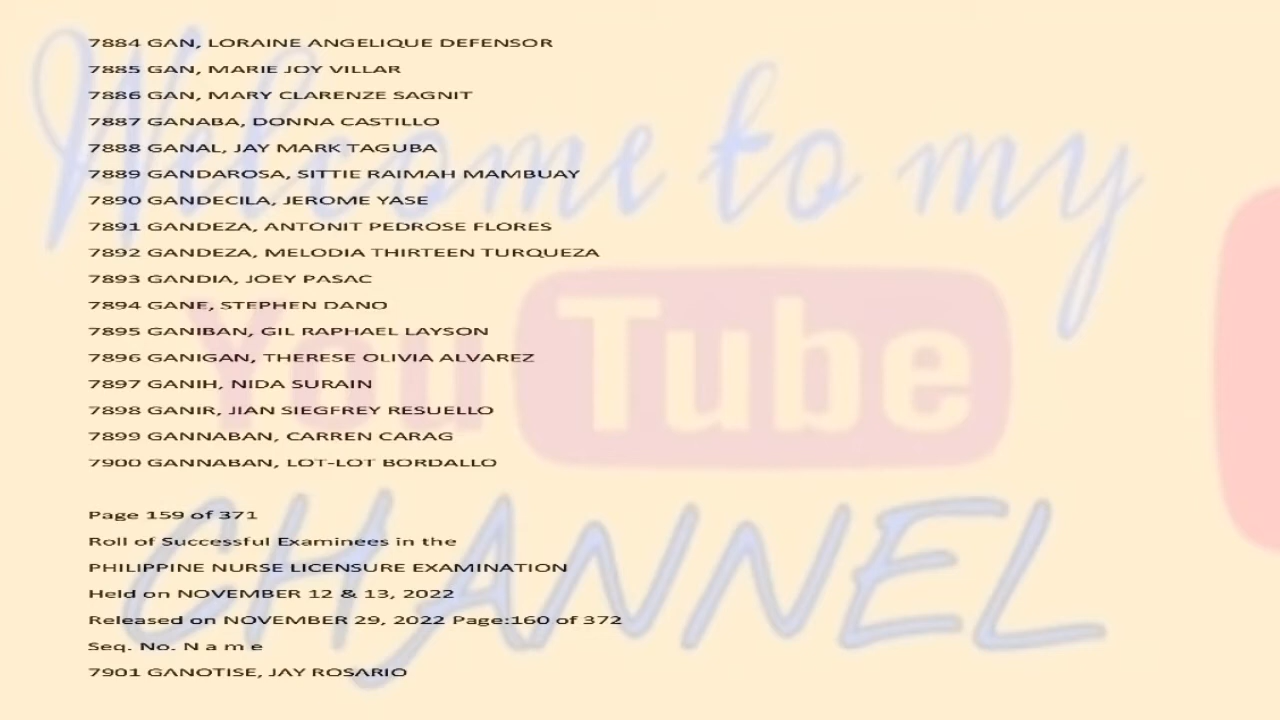 7884 GAN, LORAINE ANGELIQUE DEFENSOR
7885 GAN, MARIE JOY VILLAR
7886 GAN, MARY CLARENZE SAGNIT
7887 GANABA, DONNA CASTILLO
7888 GANAL, JAY MARK TAGUBA
7889 GANDAROSA, SITTIE RAIMAH MAMBUAY
7890 GANDECILA, JEROME YASE
7891 GANDEZA, ANTONIT PEDROSE FLORES
7892 GANDEZA, MELODIA THIRTEEN TURQUEZA
7893 GANDIA, JOEY PASAC
7894 GANE, STEPHEN DANO
7895 GANIBAN, GIL RAPHAEL LAYSON
7896 GANIGAN, THERESE OLIVIA ALVAREZ
7897 GANIH, NIDA SURAIN
7898 GANIR, JIAN SIEGFREY RESUELLO
7899 GANNABAN, CARREN CARAG
7900 GANNABAN, LOT-LOT BORDALLO
Page 159 of 371
Roll of Successful Examinees in the
PHILIPPINE NURSE LICENSURE EXAMINATION
Held on NOVEMBER 12 & 13, 2022
Released on NOVEMBER 29, 2022 Page:160 of 372
Seq. No. N a m e
7901 GANOTISE, JAY ROSARIO
Welcome to my
YouTube
CHANNEL